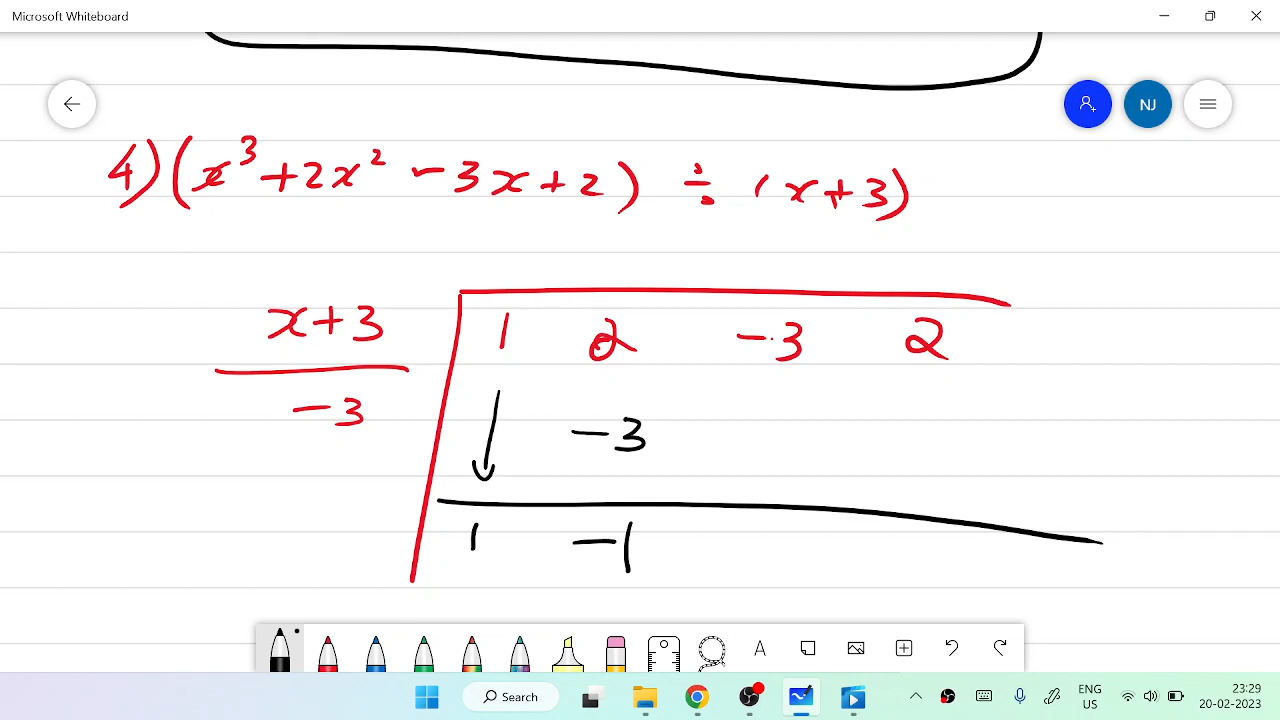 Microsoft Whiteboard
NJ
4) (x³ + 2x² - 3x + 2) ÷ (x + 3)
x+3 1 2 -3 2
-3
-3
1 -1
A
Search
ENG
US
23:29
20-02-2023